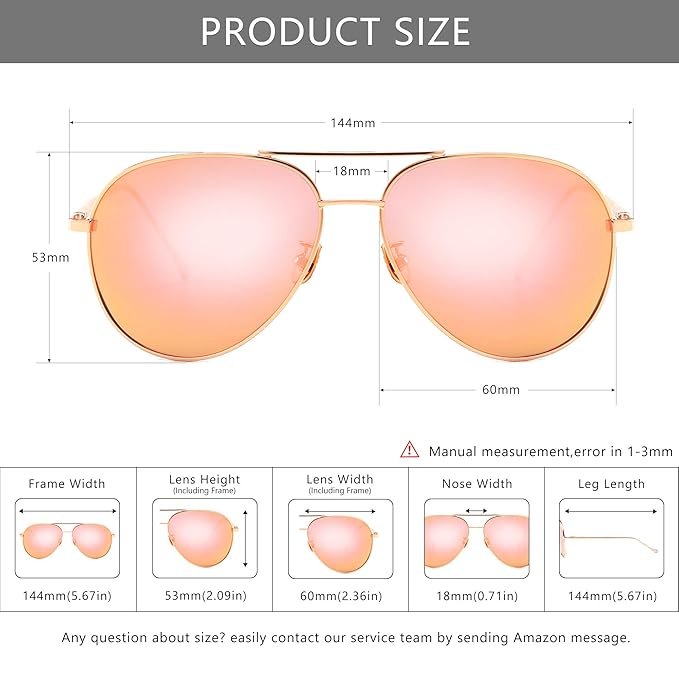 PRODUCT SIZE
144mm
18mm
53mm
60mm
Manual measurement,error in 1-3mm
Frame Width
144mm(5.67in)
Lens Height
(Including Frame)
53mm(2.09in)
Lens Width
(Including Frame)
60mm(2.36in)
Nose Width
18mm(0.71in)
Leg Length
144mm(5.67in)
Any question about size? easily contact our service team by sending Amazon message.